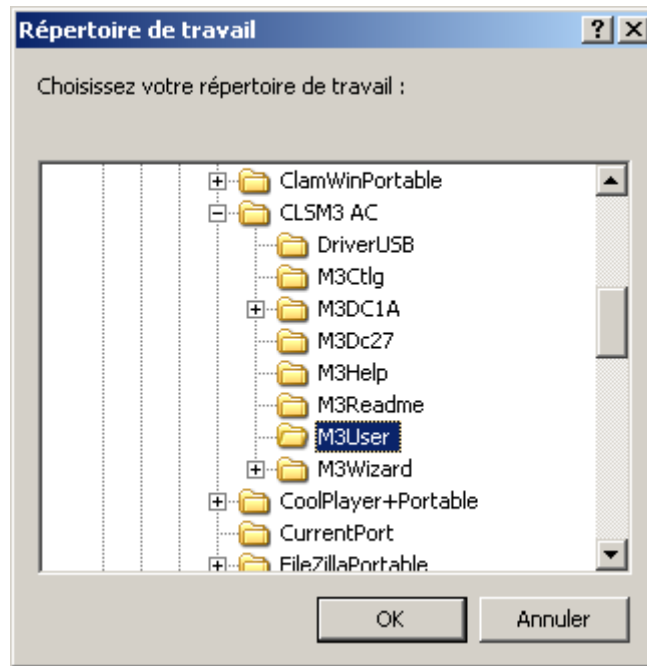 Répertoire de travail
Choisissez votre répertoire de travail :
ClamWinPortable
CLSM3 AC
DriverUSB
M3Ctlg
M3DC1A
M3Dc27
M3Help
M3Readme
M3User
M3Wizard
CoolPlayer+Portable
CurrentPort
FileZillaPortable
OK Annuler